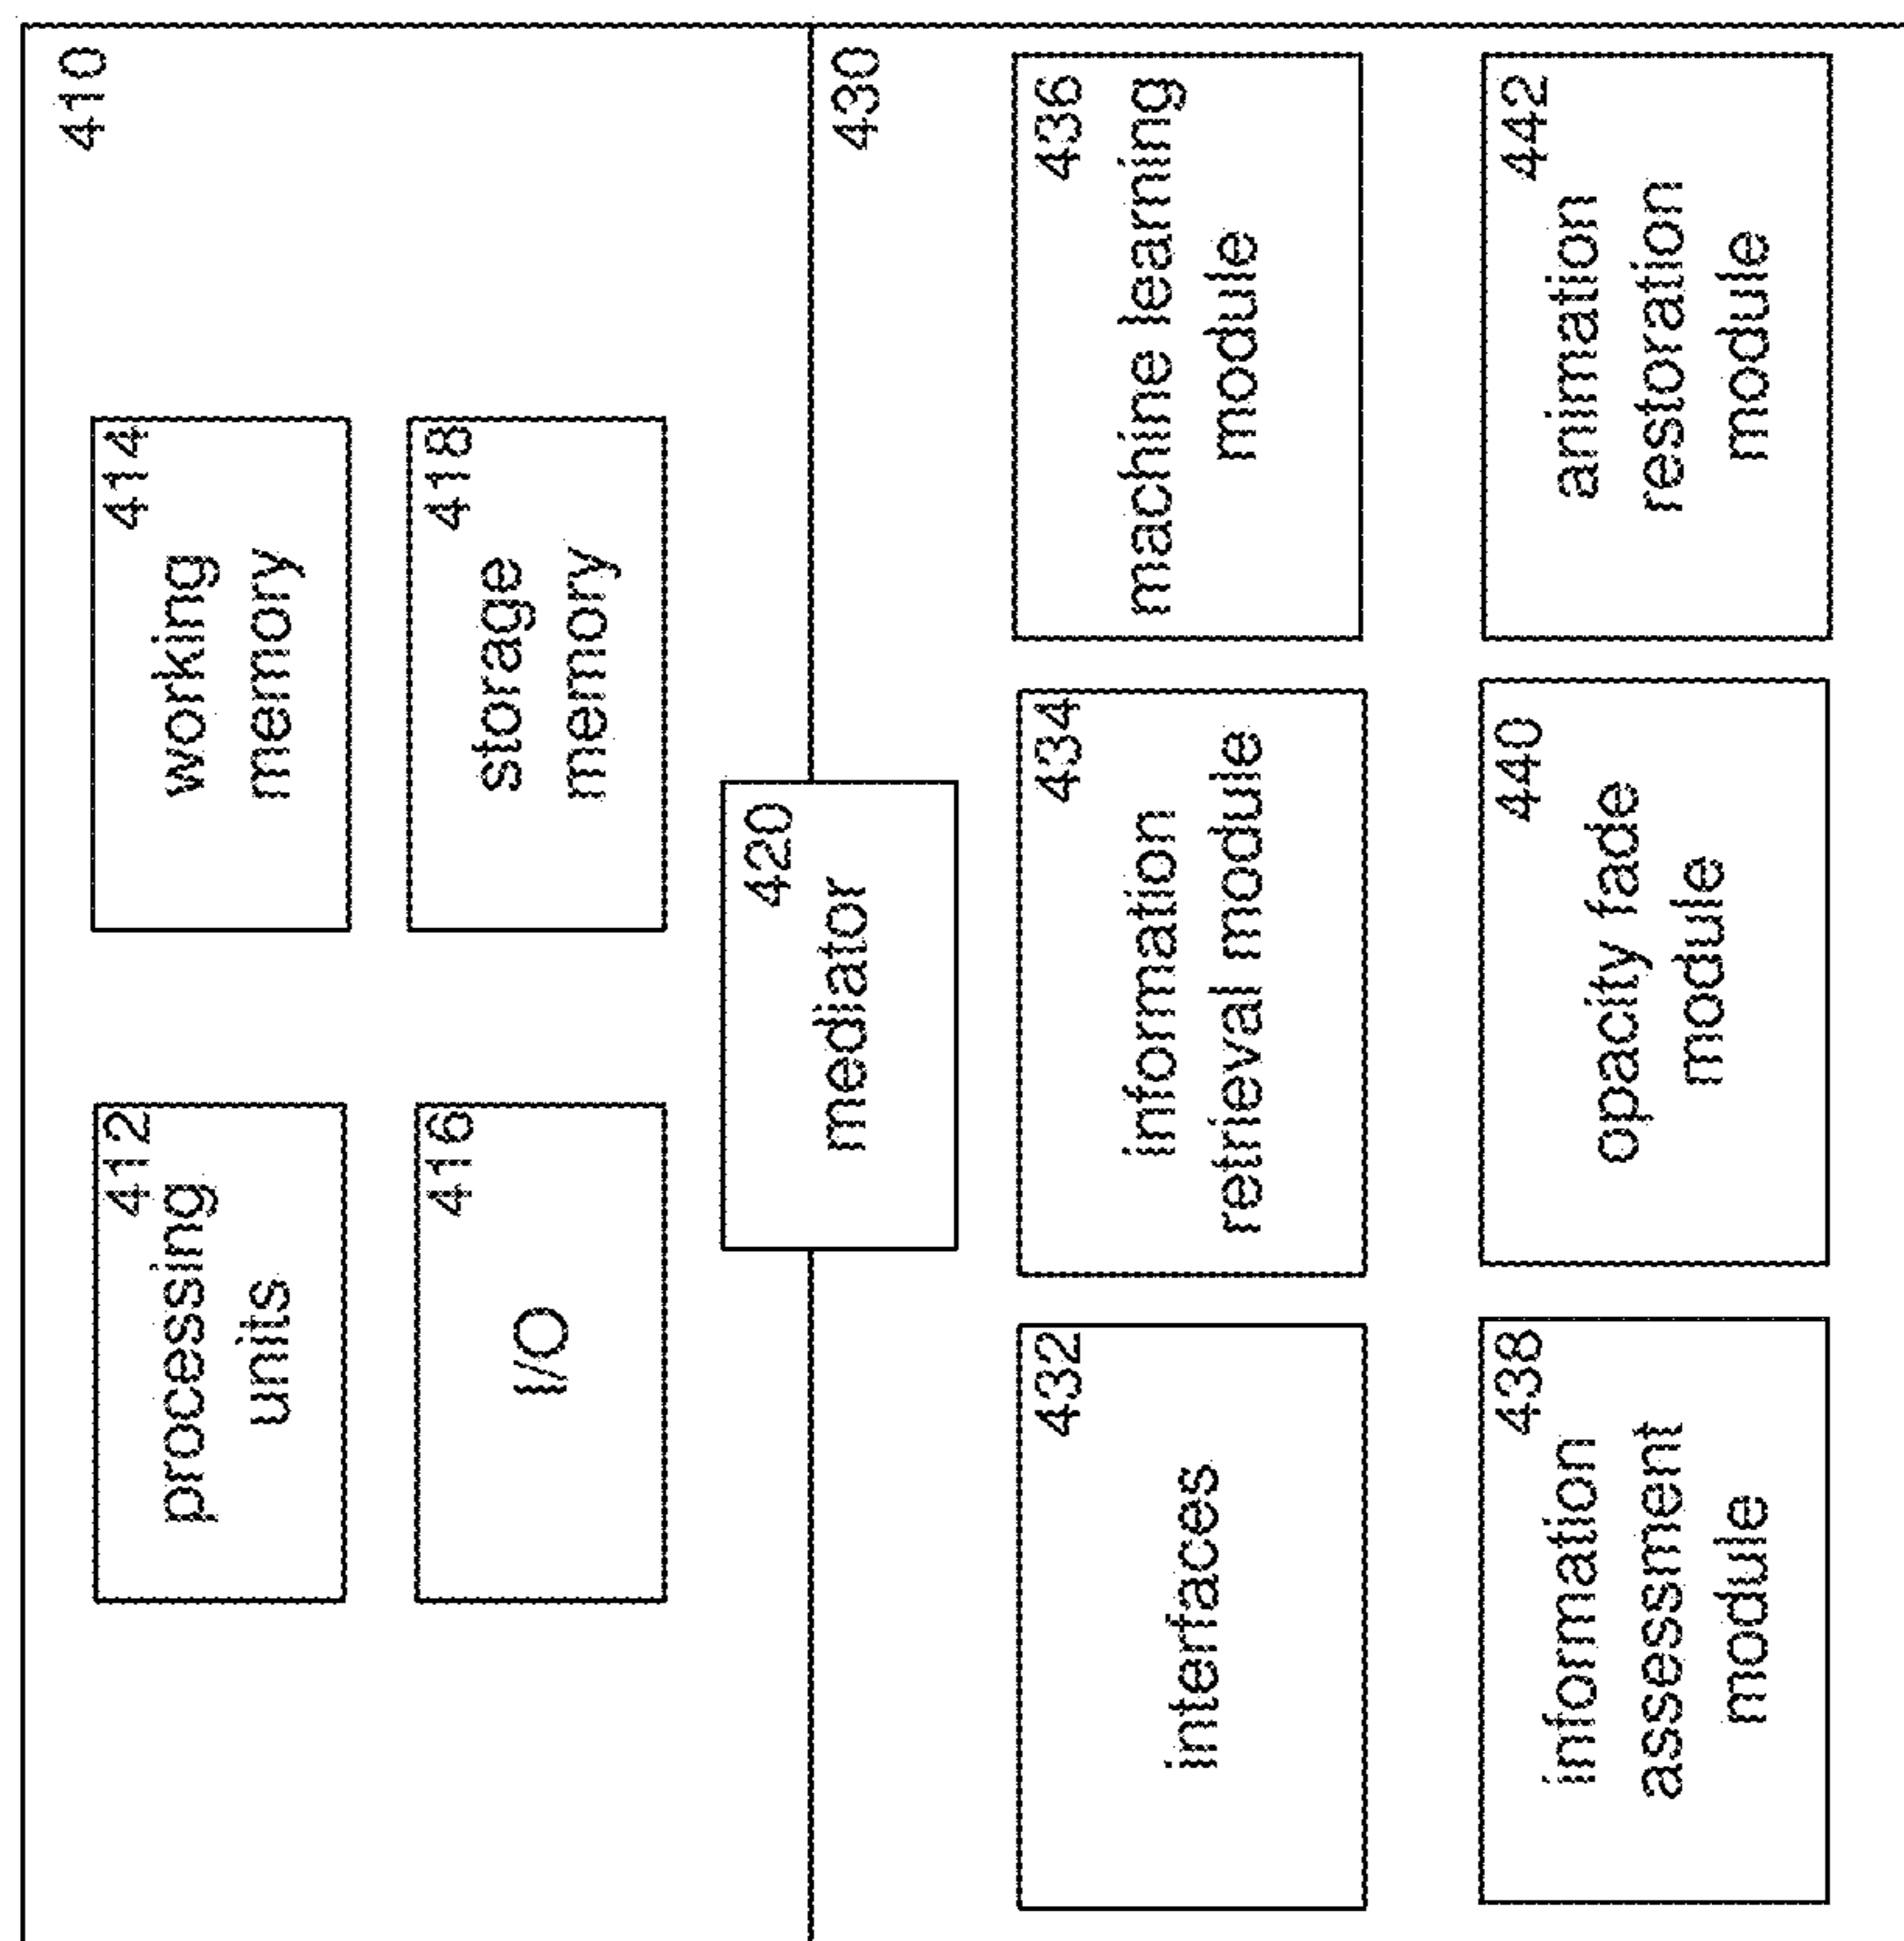 410
412
processing
units
414
working
memory
416
I/O
418
storage
memory
420
mediator
430
432
interfaces
434
information
retrieval module
436
machine learning
module
438
information
assessment
module
440
opacity fade
module
442
animation
restoration
module